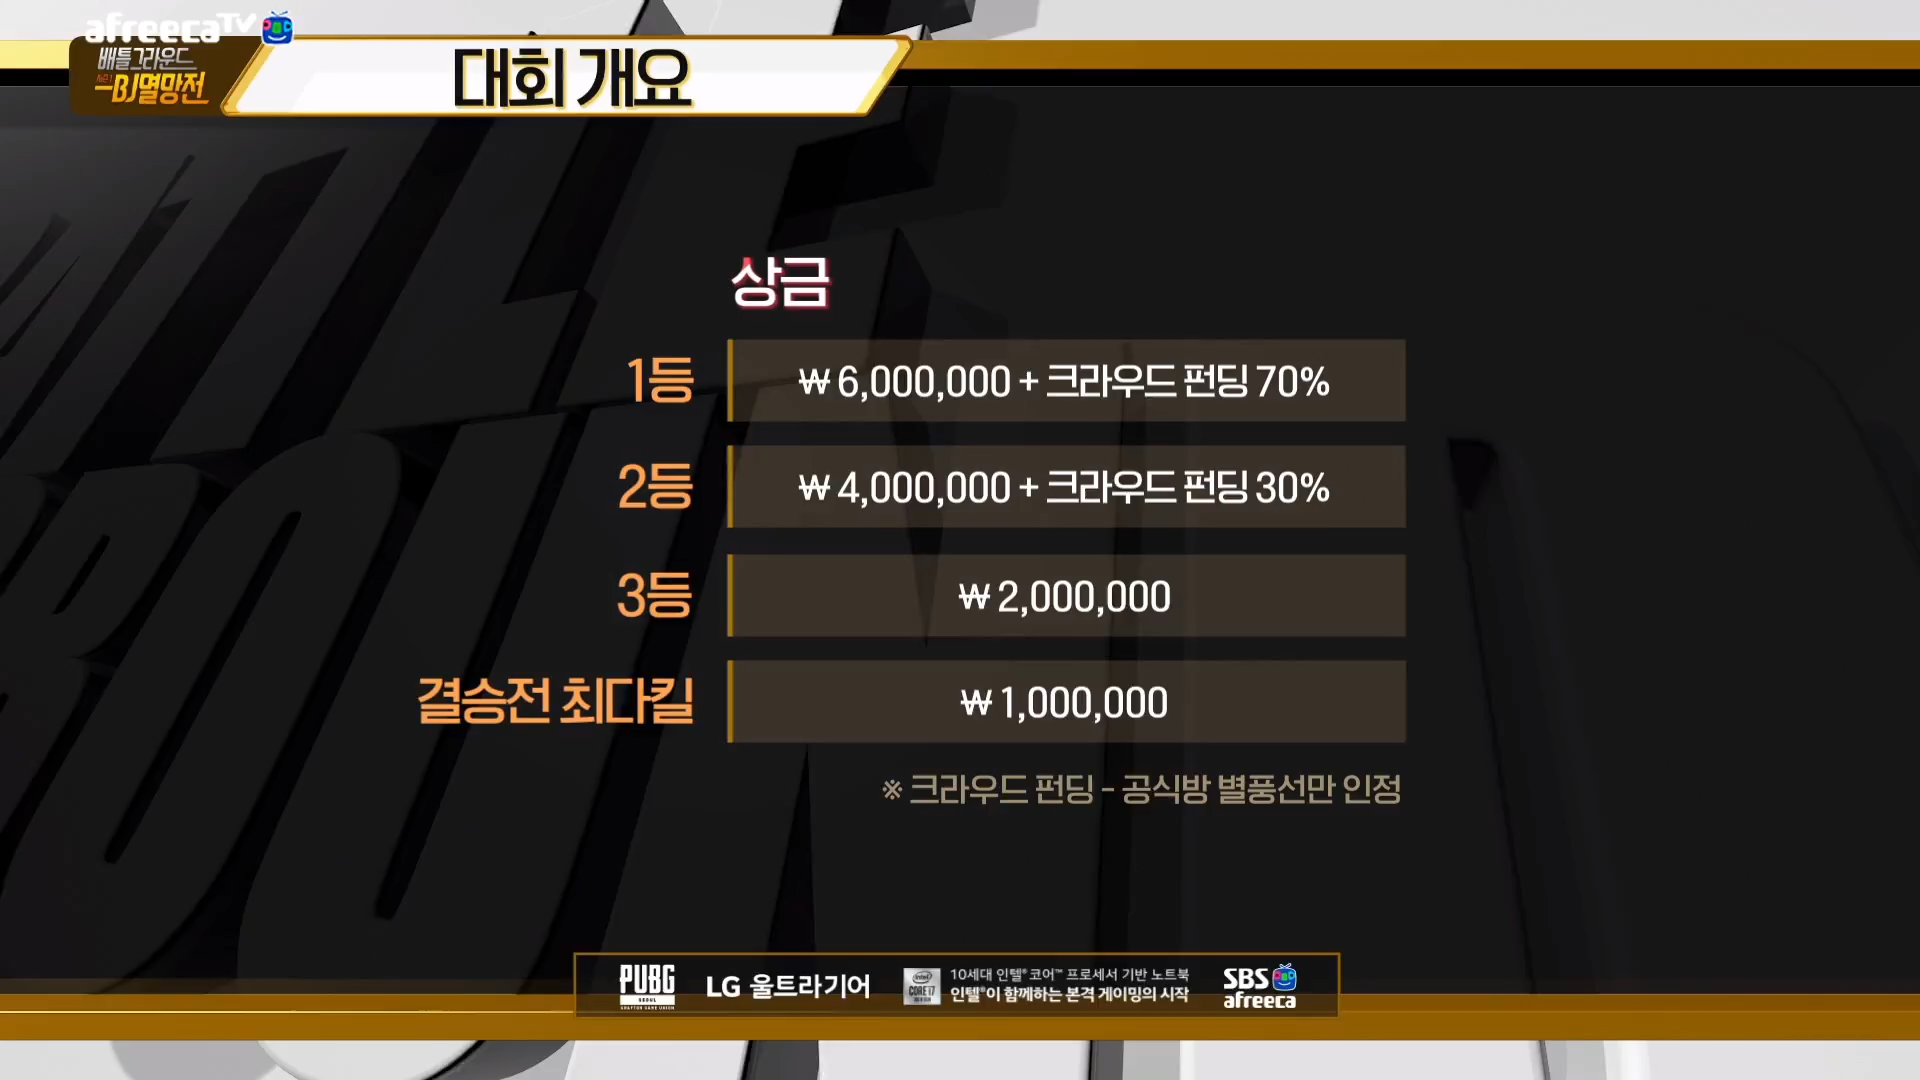 afreecaTV
배틀그라운드
BJ멸망전
대회 개요
상금
1등
₩ 6,000,000 + 크라우드 펀딩 70%
2등
₩ 4,000,000 + 크라우드 펀딩 30%
3등
₩ 2,000,000
결승전 최다킬
₩ 1,000,000
※ 크라우드 펀딩 - 공식방 별풍선만 인정
PUBG
SEOUL
LG 울트라기어
intel
CORE i7
10세대 인텔® 코어™ 프로세서 기반 노트북
인텔®이 함께하는 본격 게이밍의 시작
SBS
afreeca